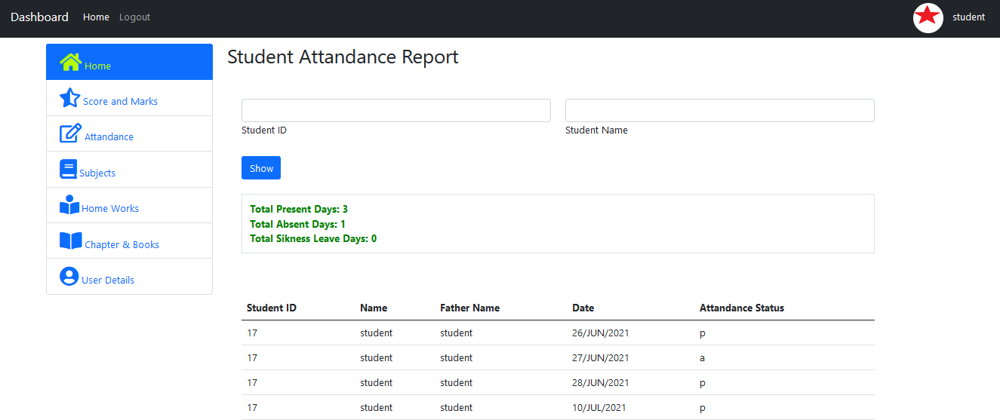 Dashboard Home Logout student
Home
Score and Marks
Attandance
Subjects
Home Works
Chapter & Books
User Details
Student Attandance Report
Student ID Student Name
Show
Total Present Days: 3
Total Absent Days: 1
Total Sikness Leave Days: 0
Student ID Name Father Name Date Attandance Status
17 student student 26/JUN/2021 p
17 student student 27/JUN/2021 a
17 student student 28/JUN/2021 p
17 student student 10/JUL/2021 p